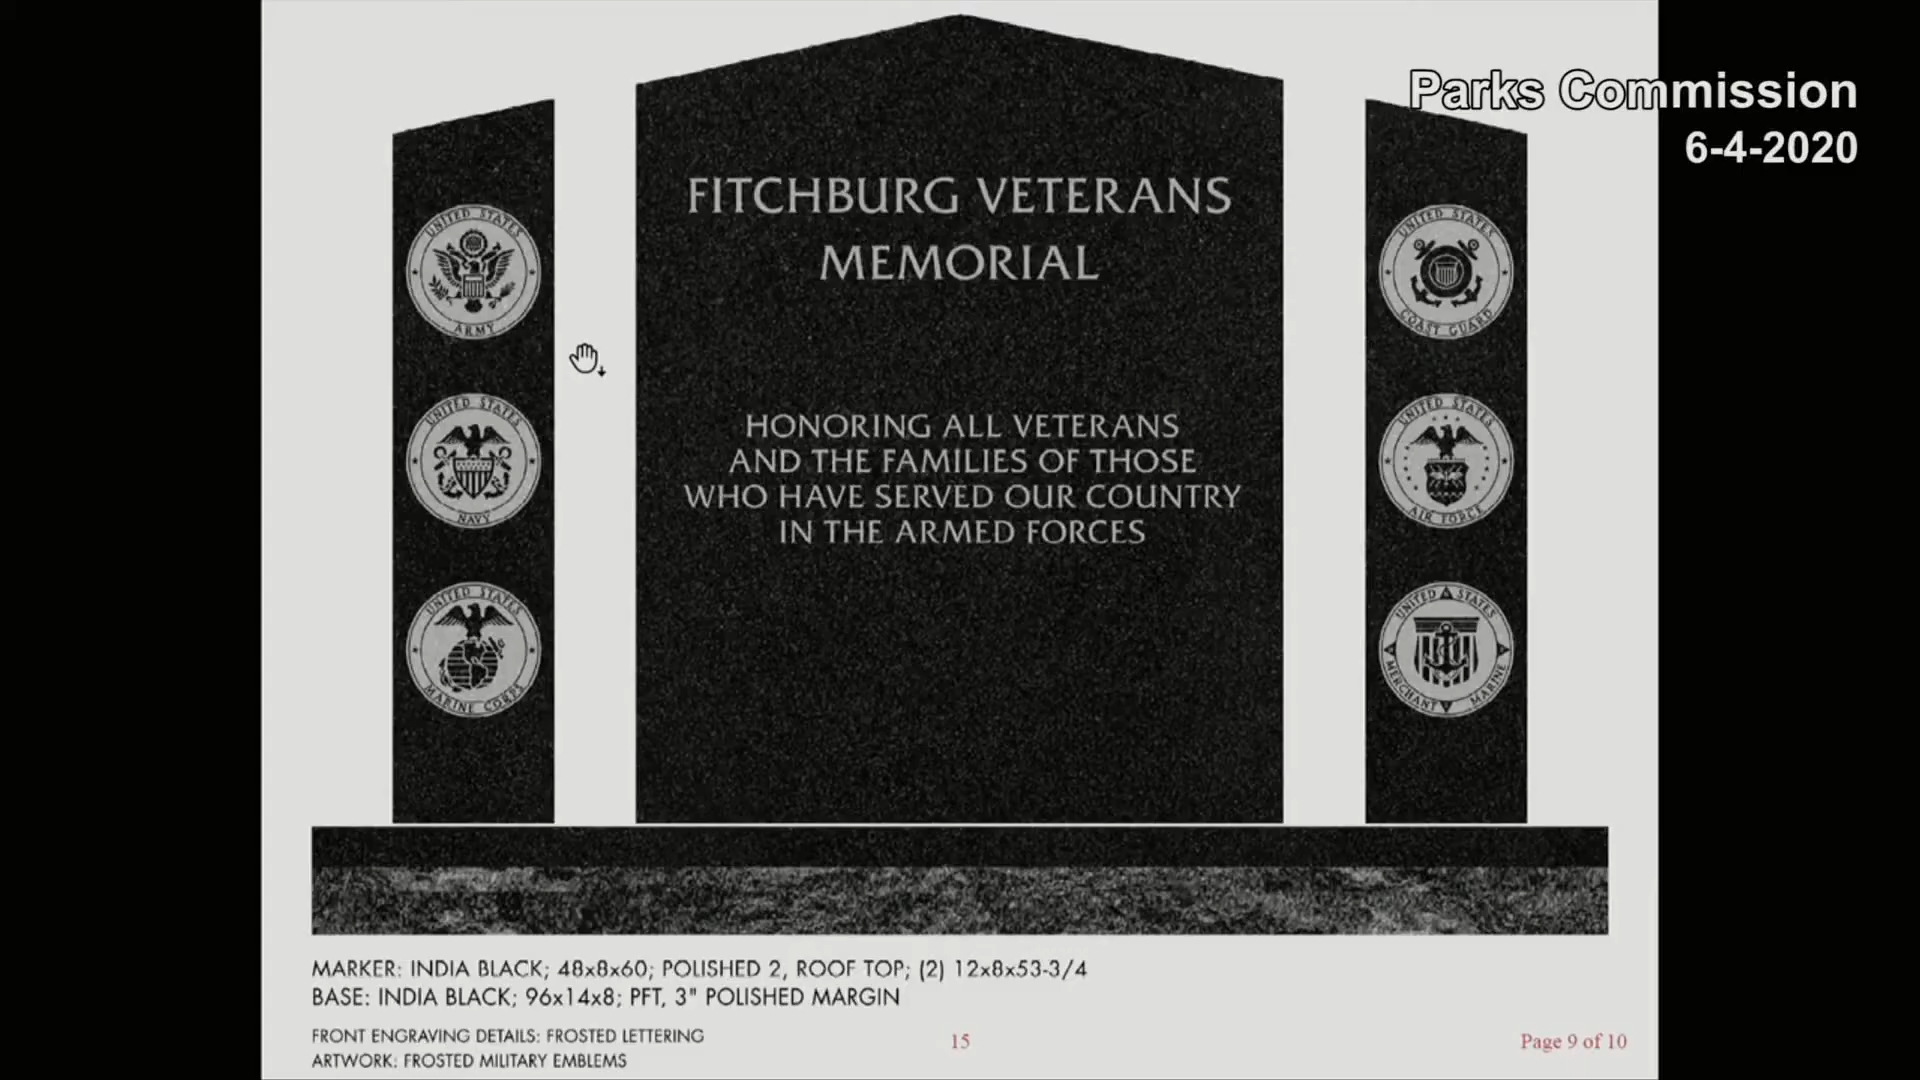 Parks Commission
6-4-2020
FITCHBURG VETERANS
MEMORIAL
HONORING ALL VETERANS
AND THE FAMILIES OF THOSE
WHO HAVE SERVED OUR COUNTRY
IN THE ARMED FORCES
UNITED STATES
ARMY
UNITED STATES
NAVY
UNITED STATES
MARINE CORPS
UNITED STATES
COAST GUARD
UNITED STATES
AIR FORCE
UNITED STATES
MERCHANT MARINE
MARKER: INDIA BLACK; 48x8x60; POLISHED 2, ROOF TOP; (2) 12x8x53-3/4
BASE: INDIA BLACK; 96x14x8; PFT, 3" POLISHED MARGIN
FRONT ENGRAVING DETAILS: FROSTED LETTERING
ARTWORK: FROSTED MILITARY EMBLEMS
15
Page 9 of 10